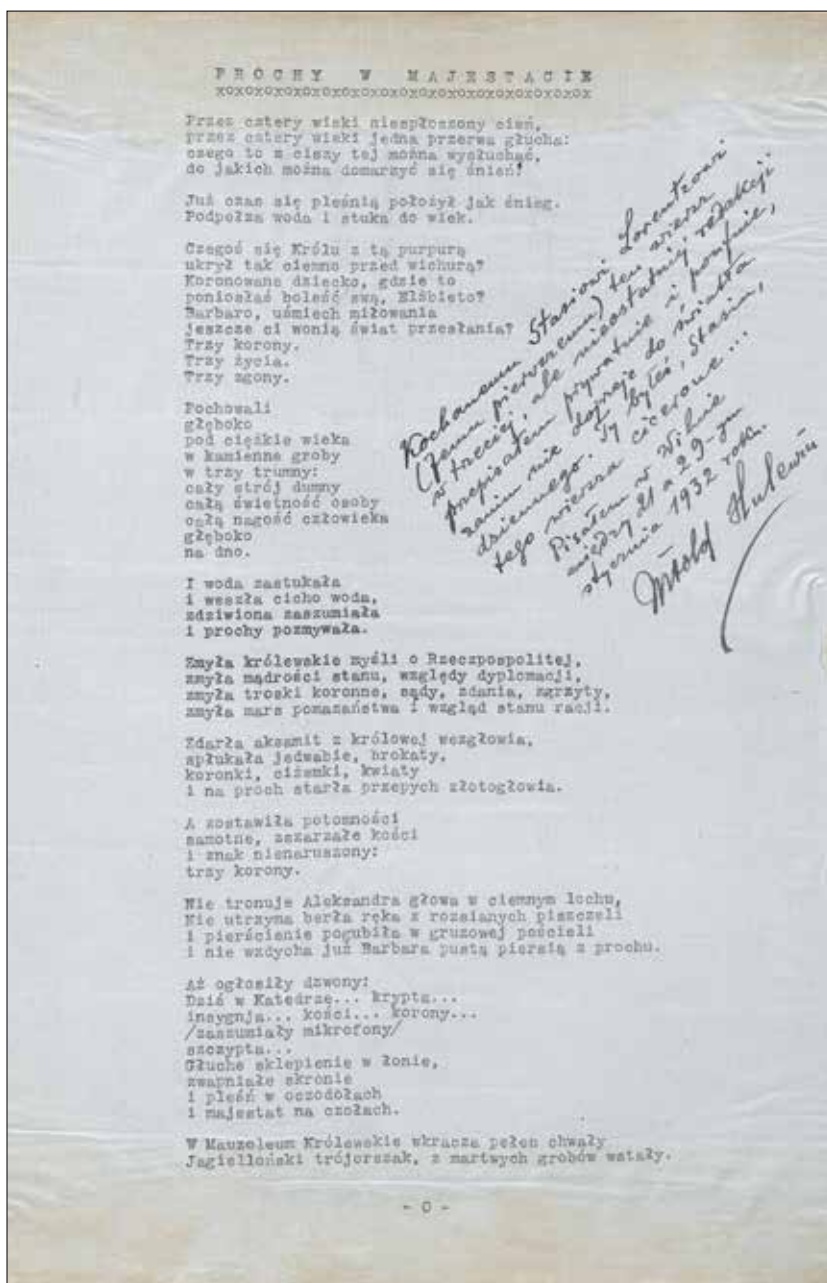 PROCHY W MAJESTACIE
xoxoxoxoxoxoxoxoxoxoxoxoxoxoxoxoxoxoxoxoxox
Przez cztery wieki niespłoszony cień,
przez cztery wieki jedna przerwa głucha:
czego to z ciszy tej można wysłuchać,
do jakich można domarzyć się śnień?
Już czas się pleśnią położył jak śnieg.
Podpełza woda i stuka do wiek.
Czegoś się Królu z tą purpurą
ukrył tak ciemno przed wichurą?
Koronowane dziecko, gdzie to
poniosłaś boleść swą, Elżbieto?
Barbaro, uśmiech miłowania
jeszcze ci wonią świat przesłania?
Trzy korony.
Trzy życia.
Trzy zgony.
Pochowali
głęboko
pod ciężkie wieka
w kamienne groby
w trzy trumny:
cały strój dumny
całą świetność osoby
całą nagość człowieka
głęboko
na dno.
I woda zastukała
i weszła cicho woda,
zdziwiona zaszumiała
i prochy pozmywała.
Zmyła królewskie myśli o Rzeczpospolitej,
zmyła mądrości stanu, względy dyplomacji,
zmyła troski koronne, sądy, zdania, zgrzyty,
zmyła mars pomazaństwa i wzgląd stanu racji.
Zdarła aksamit z królowej wezgłowia,
spłukała jedwabie, brokaty,
koronki, ciżemki, kwiaty
i na proch starła przepych złotogłowia.
A zostawiła potomności
samotne, zszarzałe kości
i znak nienaruszony:
trzy korony.
Nie tronuje Aleksandra głowa w ciemnym lochu,
Nie utrzyma berła ręka z rozsianych piszczeli
i pierścienie pogubiła w gruzowej pościeli
i nie wzdycha już Barbara pustą piersią z prochu.
Aż ogłosiły dzwony:
Dziś w Katedrze... krypta...
insygnja... kości... korony...
/zaszumiały mikrofony/
szczypta...
Głuche sklepienie w łonie,
zwapniałe skronie
i pleśń w oczodołach
i majestat na czołach.
W Mauzoleum Królewskie wkracza pełen chwały
Jagielloński trójorszak, z martwych grobów wstały.
- 0 -
Kochanemu Stasiowi Lorentzowi
(Jemu pierwszemu) ten wiersz
w trzeciej, ale nieostatniej redakcji
przepisałem prywatnie i poufnie,
zanim nie dojrzeje do światła
dziennego. Ty byłeś, Stasiu,
tego wiersza cicerone...
Pisałem w Wilnie
między 21 a 29-ym
stycznia 1932 roku.
Witold Hulewicz